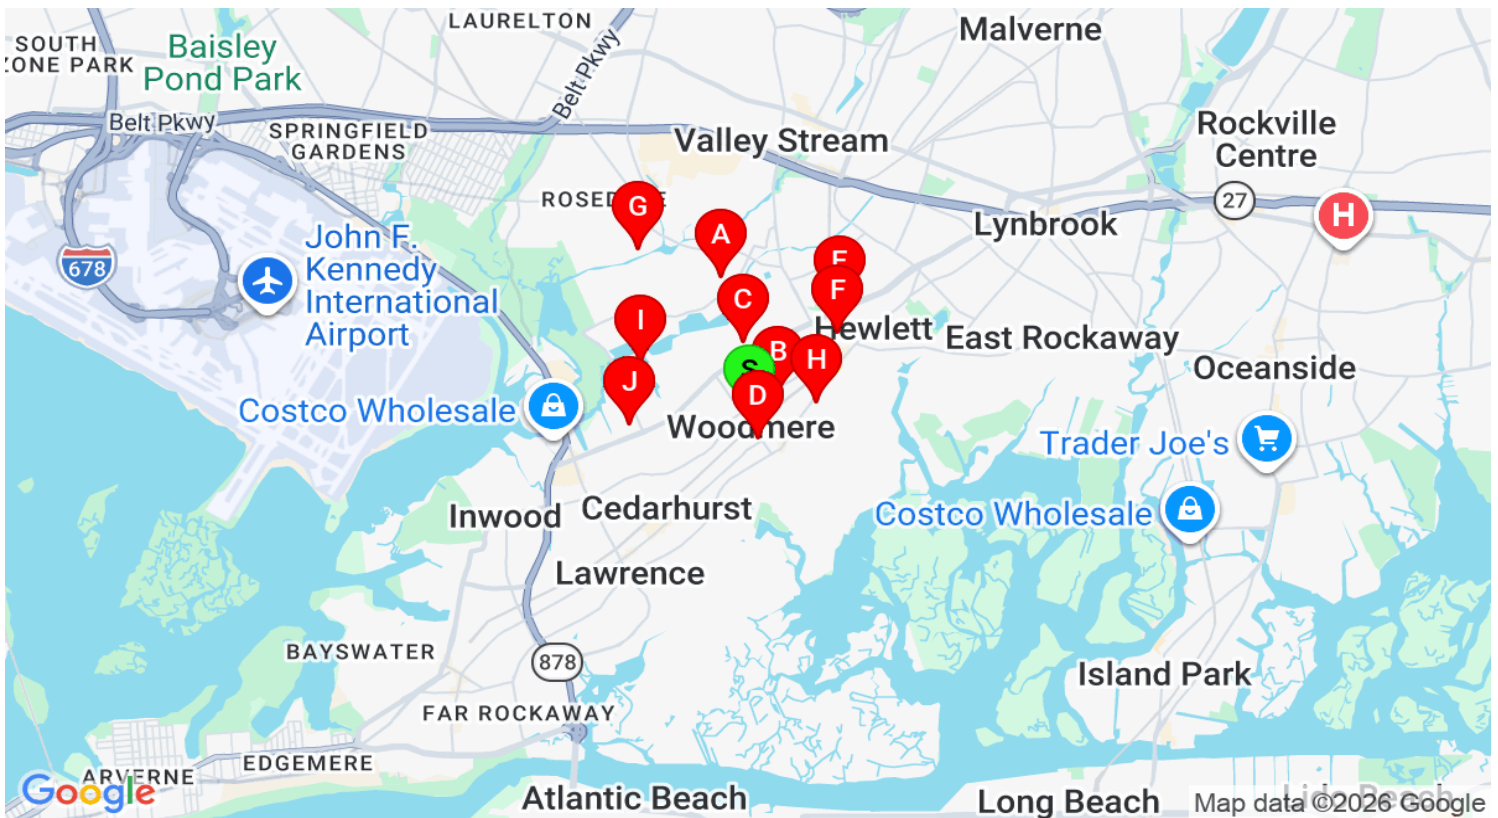 LAURELTON
Malverne
SOUTH
ZONE PARK
Baisley
Pond Park
Belt Pkwy
Belt Pkwy
SPRINGFIELD
GARDENS
Valley Stream
Rockville
Centre
27
H
G
A
Lynbrook
678
John F.
Kennedy
International
Airport
E
F
C
I
Hewlett
East Rockaway
B
H
S
J
D
Oceanside
Costco Wholesale
Woodmere
Trader Joe's
Inwood
Cedarhurst
Costco Wholesale
Lawrence
BAYSWATER
878
Island Park
FAR ROCKAWAY
EDGEMERE
ARVERNE
Google
Atlantic Beach
Long Beach
Map data ©2026 Google